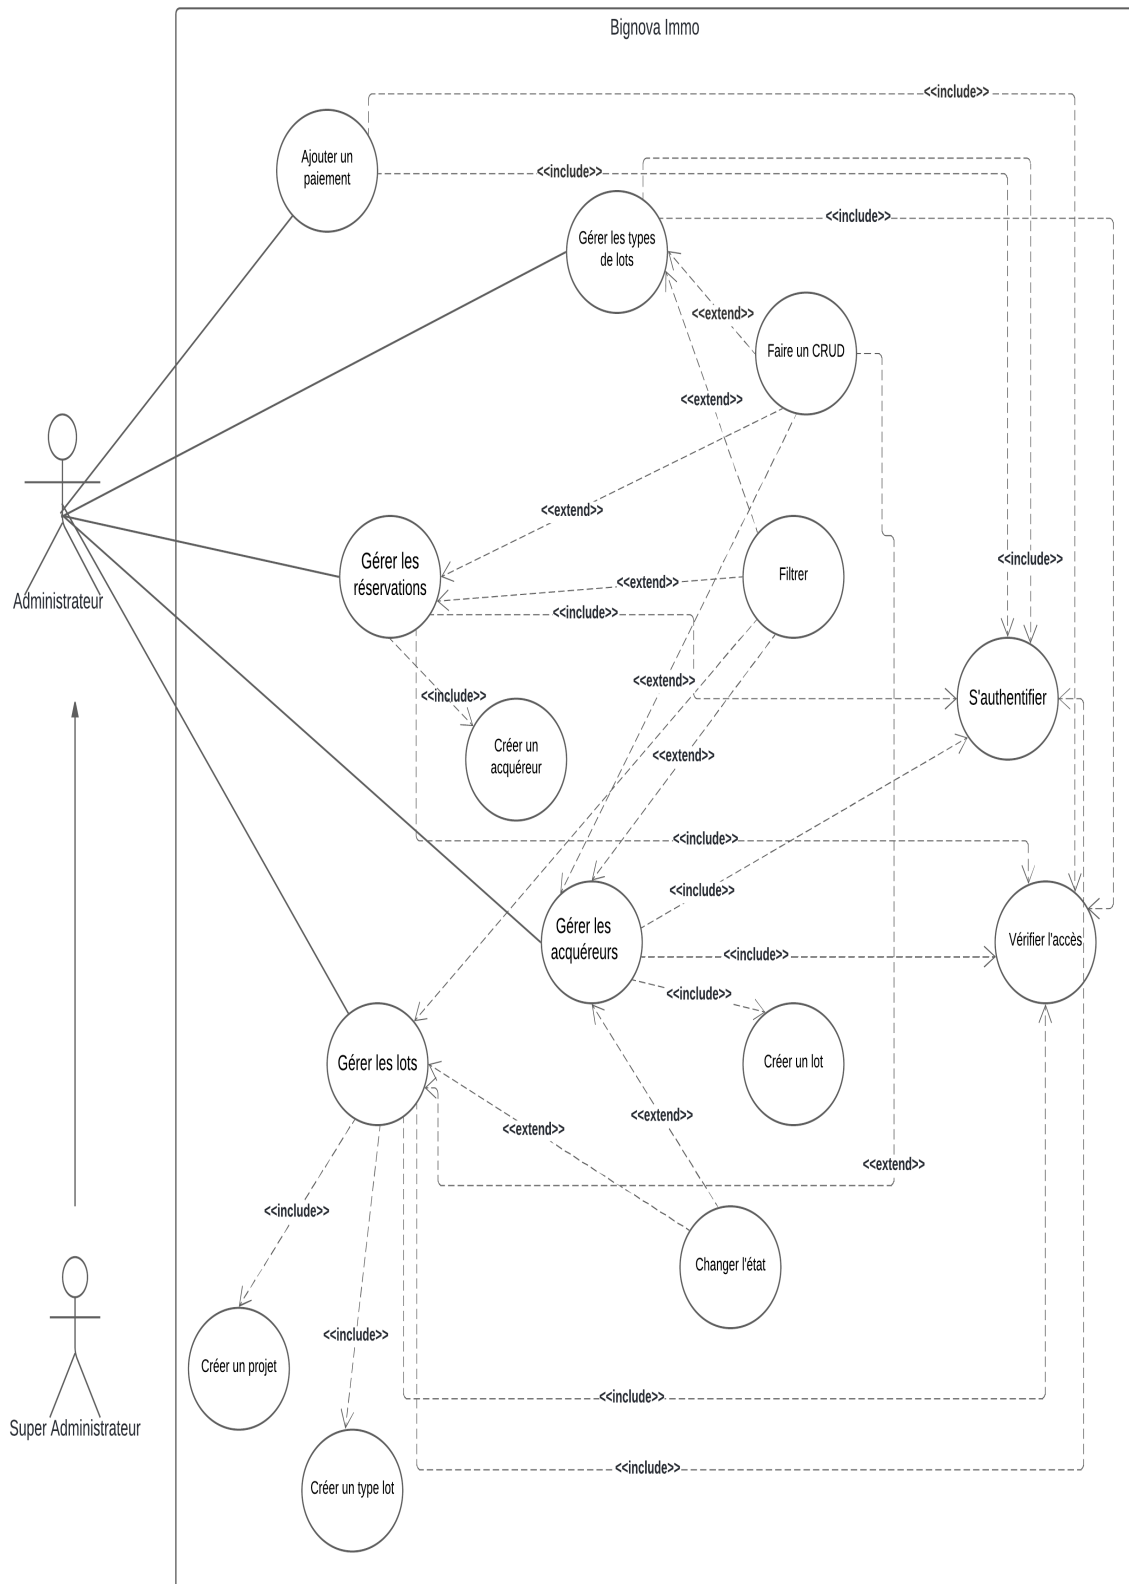 Bignova Immo
<<include>>
Ajouter un
paiement
<<include>>
<<include>>
Gérer les types
de lots
<<extend>>
Faire un CRUD
<<extend>>
<<extend>>
Administrateur
Gérer les
réservations
<<extend>>
<<include>>
Filtrer
<<include>>
<<extend>>
<<include>>
S'authentifier
Créer un
acquéreur
<<extend>>
<<include>>
<<include>>
Gérer les
acquéreurs
Vérifier l'accès
<<include>>
<<include>>
Gérer les lots
Créer un lot
<<extend>>
<<extend>>
<<extend>>
<<include>>
Changer l'état
<<include>>
Créer un projet
<<include>>
Super Administrateur
<<include>>
Créer un type lot